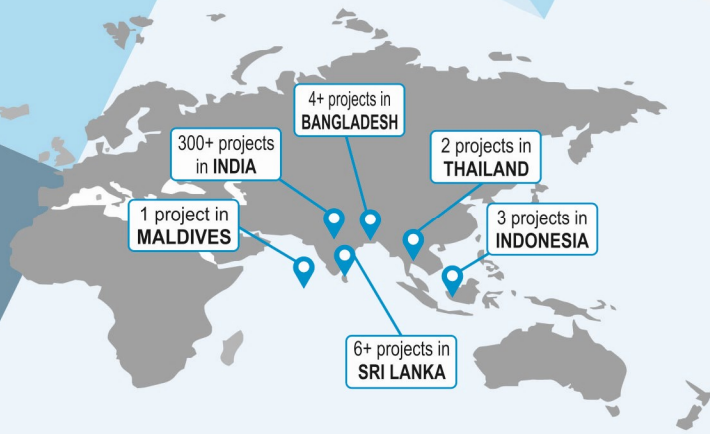 4+ projects in
BANGLADESH
300+ projects
in INDIA
2 projects in
THAILAND
1 project in
MALDIVES
3 projects in
INDONESIA
6+ projects in
SRI LANKA